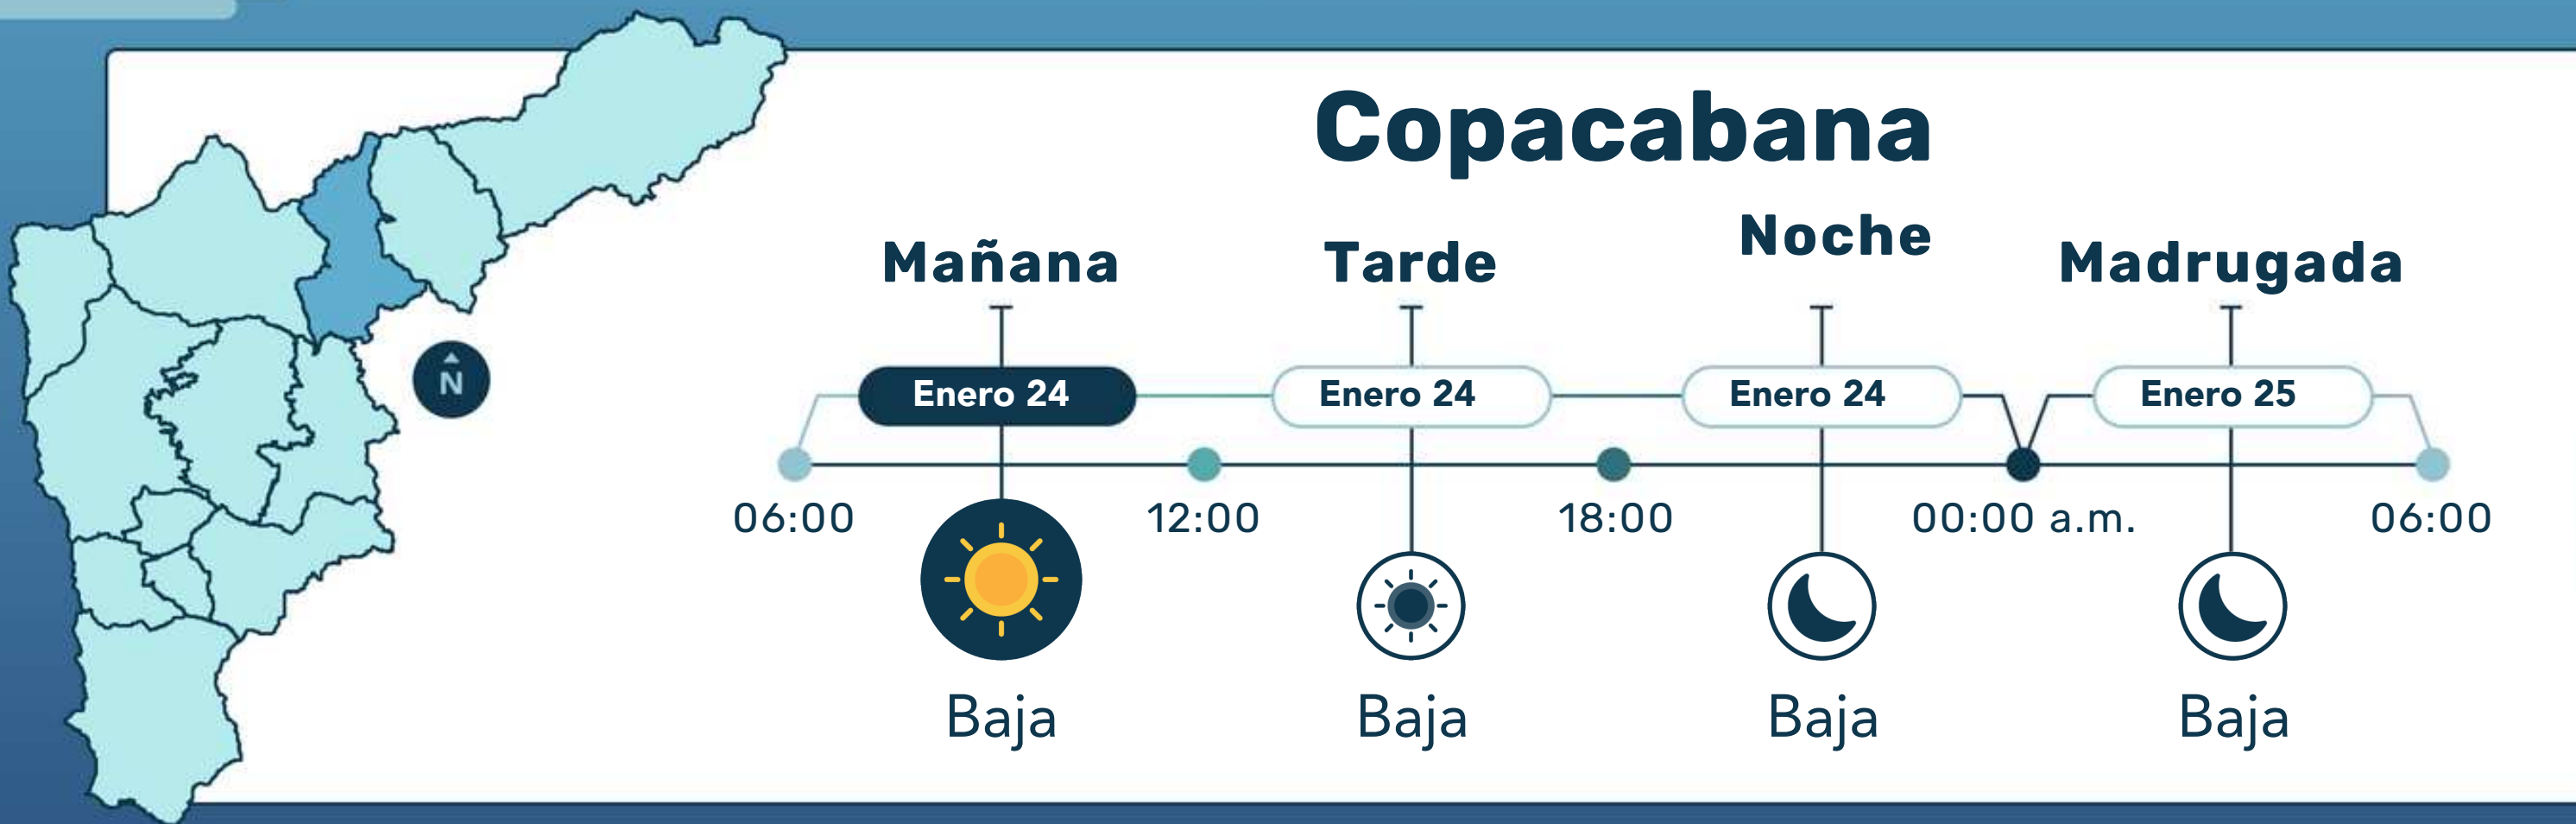 Copacabana
Mañana Tarde Noche Madrugada
Enero 24 Enero 24 Enero 24 Enero 25
N
06:00 12:00 18:00 00:00 a.m. 06:00
Baja Baja Baja Baja